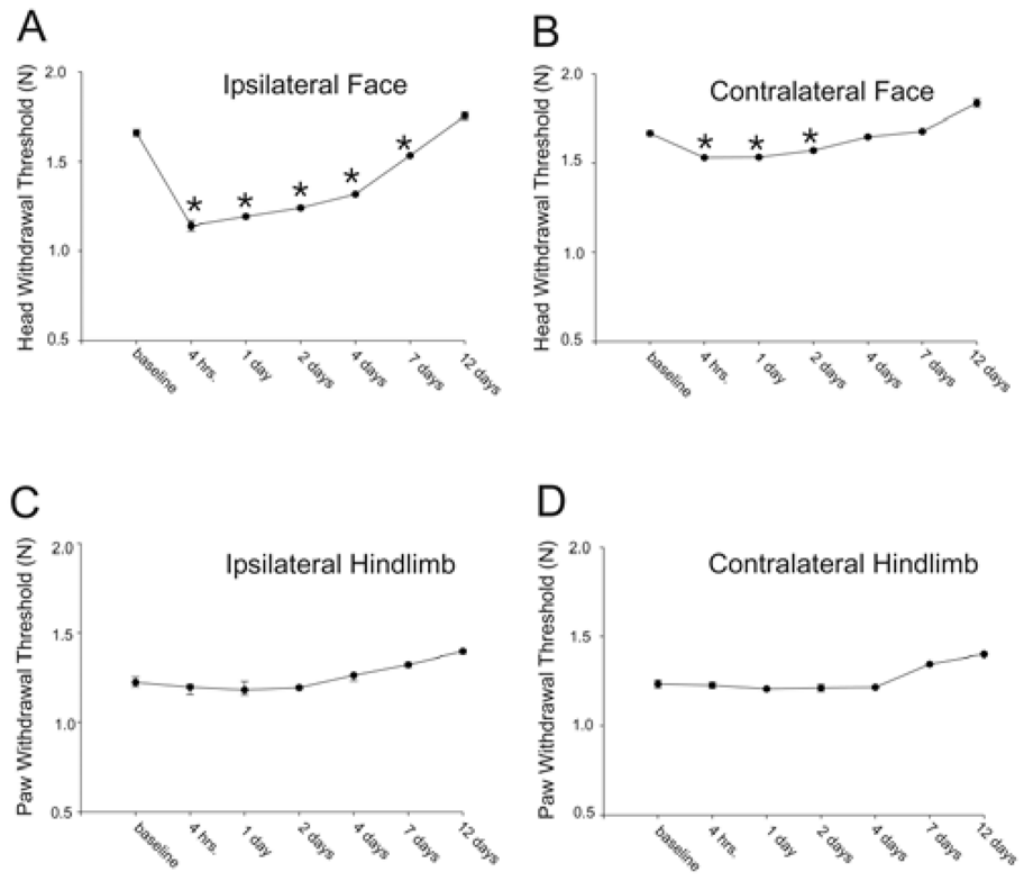 A
Ipsilateral Face
Head Withdrawal Threshold (N)
2.0
1.5
1.0
0.5
*
*
*
*
*
baseline
4 hrs.
1 day
2 days
4 days
7 days
12 days
B
Contralateral Face
Head Withdrawal Threshold (N)
2.0
1.5
1.0
0.5
*
*
*
baseline
4 hrs.
1 day
2 days
4 days
7 days
12 days
C
Ipsilateral Hindlimb
Paw Withdrawal Threshold (N)
2.0
1.5
1.0
0.5
baseline
4 hrs.
1 day
2 days
4 days
7 days
12 days
D
Contralateral Hindlimb
Paw Withdrawal Threshold (N)
2.0
1.5
1.0
0.5
baseline
4 hrs.
1 day
2 days
4 days
7 days
12 days